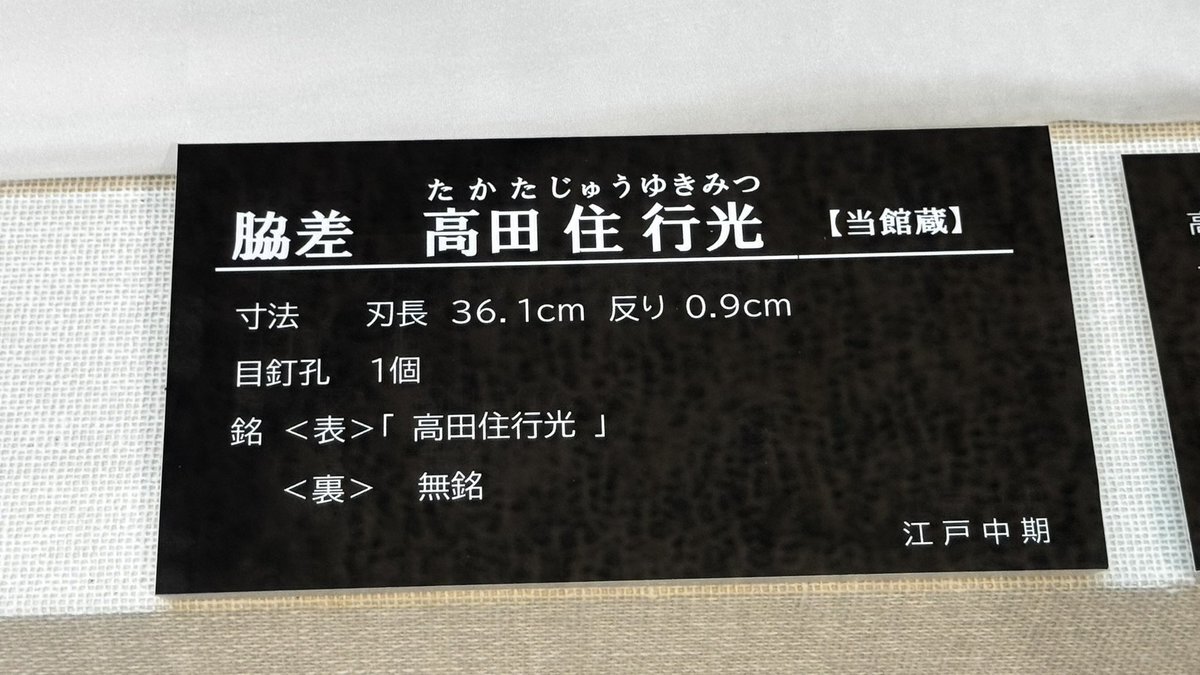 たかたじゅうゆきみつ
脇差 高田住行光 【当館蔵】
寸法 刃長 36.1cm 反り 0.9cm
目釘孔 1個
銘 <表>「 高田住行光 」
<裏> 無銘
江戸中期
高